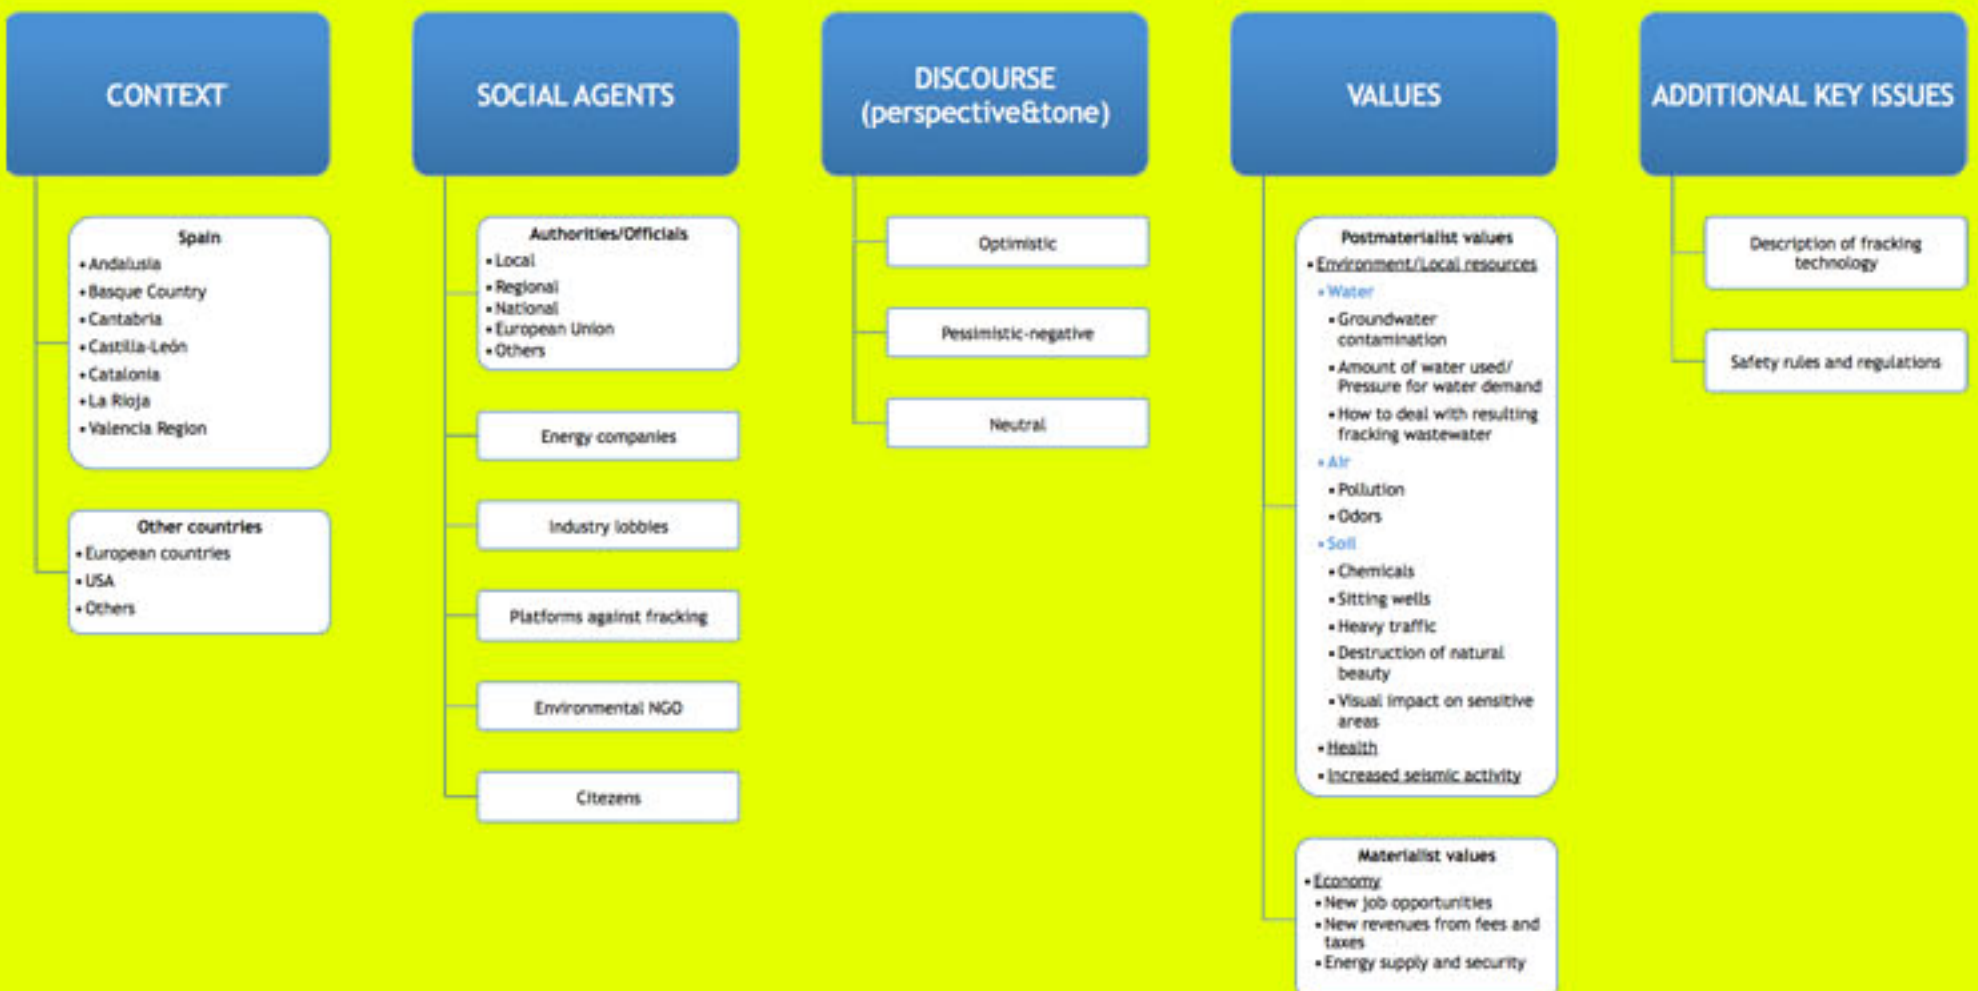 CONTEXT
Spain
• Andalusia
• Basque Country
• Cantabria
• Castilla-León
• Catalonia
• La Rioja
• Valencia Region
Other countries
• European countries
• USA
• Others
SOCIAL AGENTS
Authorities/Officials
• Local
• Regional
• National
• European Union
• Others
Energy companies
Industry lobbies
Platforms against fracking
Environmental NGO
Citezens
DISCOURSE
(perspective&tone)
Optimistic
Pessimistic-negative
Neutral
VALUES
Postmaterialist values
• Environment/Local resources
• Water
• Groundwater
contamination
• Amount of water used/
Pressure for water demand
• How to deal with resulting
fracking wastewater
• Air
• Pollution
• Odors
• Soil
• Chemicals
• Sitting wells
• Heavy traffic
• Destruction of natural
beauty
• Visual impact on sensitive
areas
• Health
• Increased seismic activity
Materialist values
• Economy
• New job opportunities
• New revenues from fees and
taxes
• Energy supply and security
ADDITIONAL KEY ISSUES
Description of fracking
technology
Safety rules and regulations